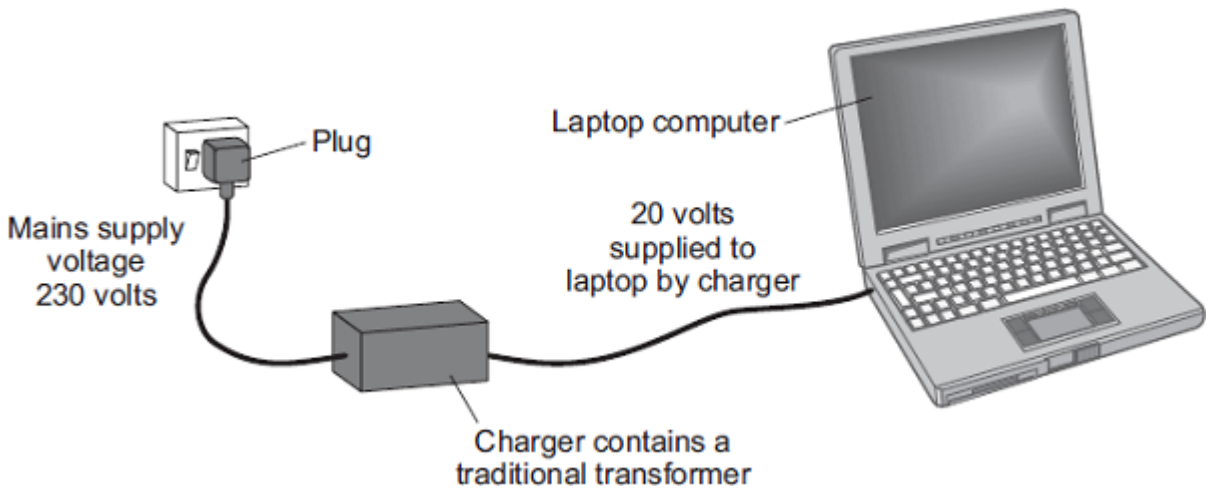 Plug
Laptop computer
Mains supply
voltage
230 volts
20 volts
supplied to
laptop by charger
Charger contains a
traditional transformer